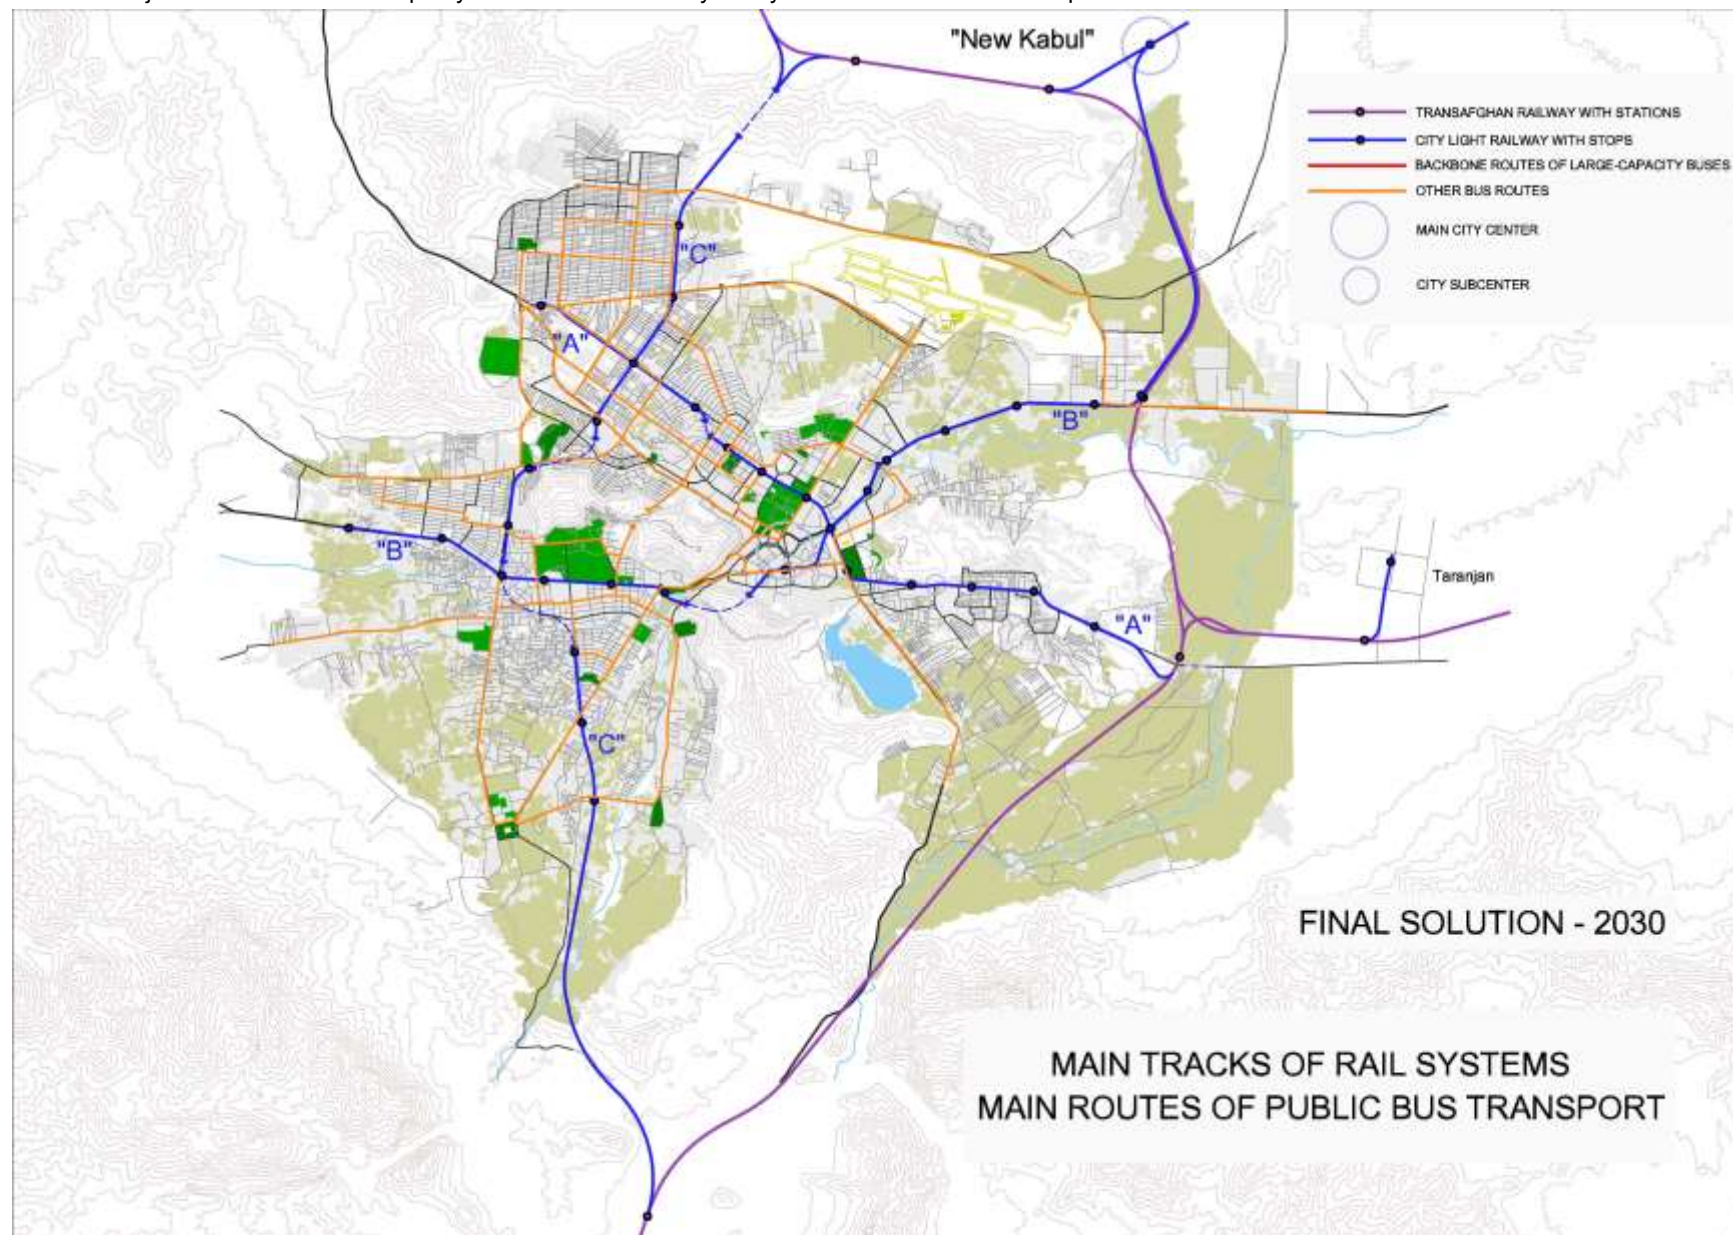 "New Kabul"
TRANSAFGHAN RAILWAY WITH STATIONS
CITY LIGHT RAILWAY WITH STOPS
BACKBONE ROUTES OF LARGE-CAPACITY BUSES
OTHER BUS ROUTES
MAIN CITY CENTER
CITY SUBCENTER
"C"
"A"
"B"
"B"
Taranjan
"A"
"C"
FINAL SOLUTION - 2030
MAIN TRACKS OF RAIL SYSTEMS
MAIN ROUTES OF PUBLIC BUS TRANSPORT